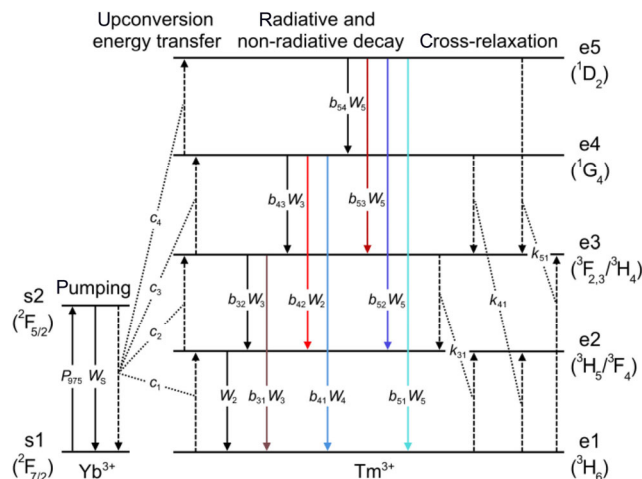 Upconversion
energy transfer
Radiative and
non-radiative decay
Cross-relaxation
e5
(¹D₂)
b₅₄W₅
e4
(¹G₄)
b₄₃W₃
b₅₃W₅
c₄
e3
(³F₂,₃/³H₄)
k₅₁
s2
(²F₅/₂)
Pumping
c₃
b₃₂W₃
b₄₂W₂
b₅₂W₅
k₄₁
c₂
k₃₁
e2
(³H₅/³F₄)
P₉₇₅
Wₛ
c₁
W₂
b₃₁W₃
b₄₁W₄
b₅₁W₅
s1
(²F₇/₂)
Yb³⁺
Tm³⁺
e1
(³H₆)